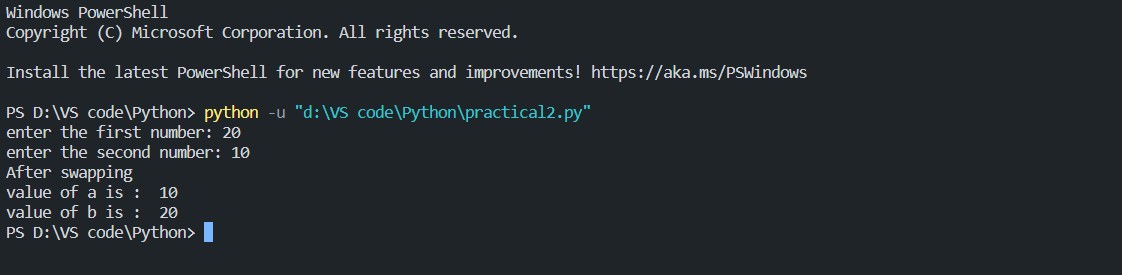 Windows PowerShell
Copyright (C) Microsoft Corporation. All rights reserved.
Install the latest PowerShell for new features and improvements! https://aka.ms/PSWindows
PS D:\VS code\Python> python -u "d:\VS code\Python\practical2.py"
enter the first number: 20
enter the second number: 10
After swapping
value of a is :  10
value of b is :  20
PS D:\VS code\Python>